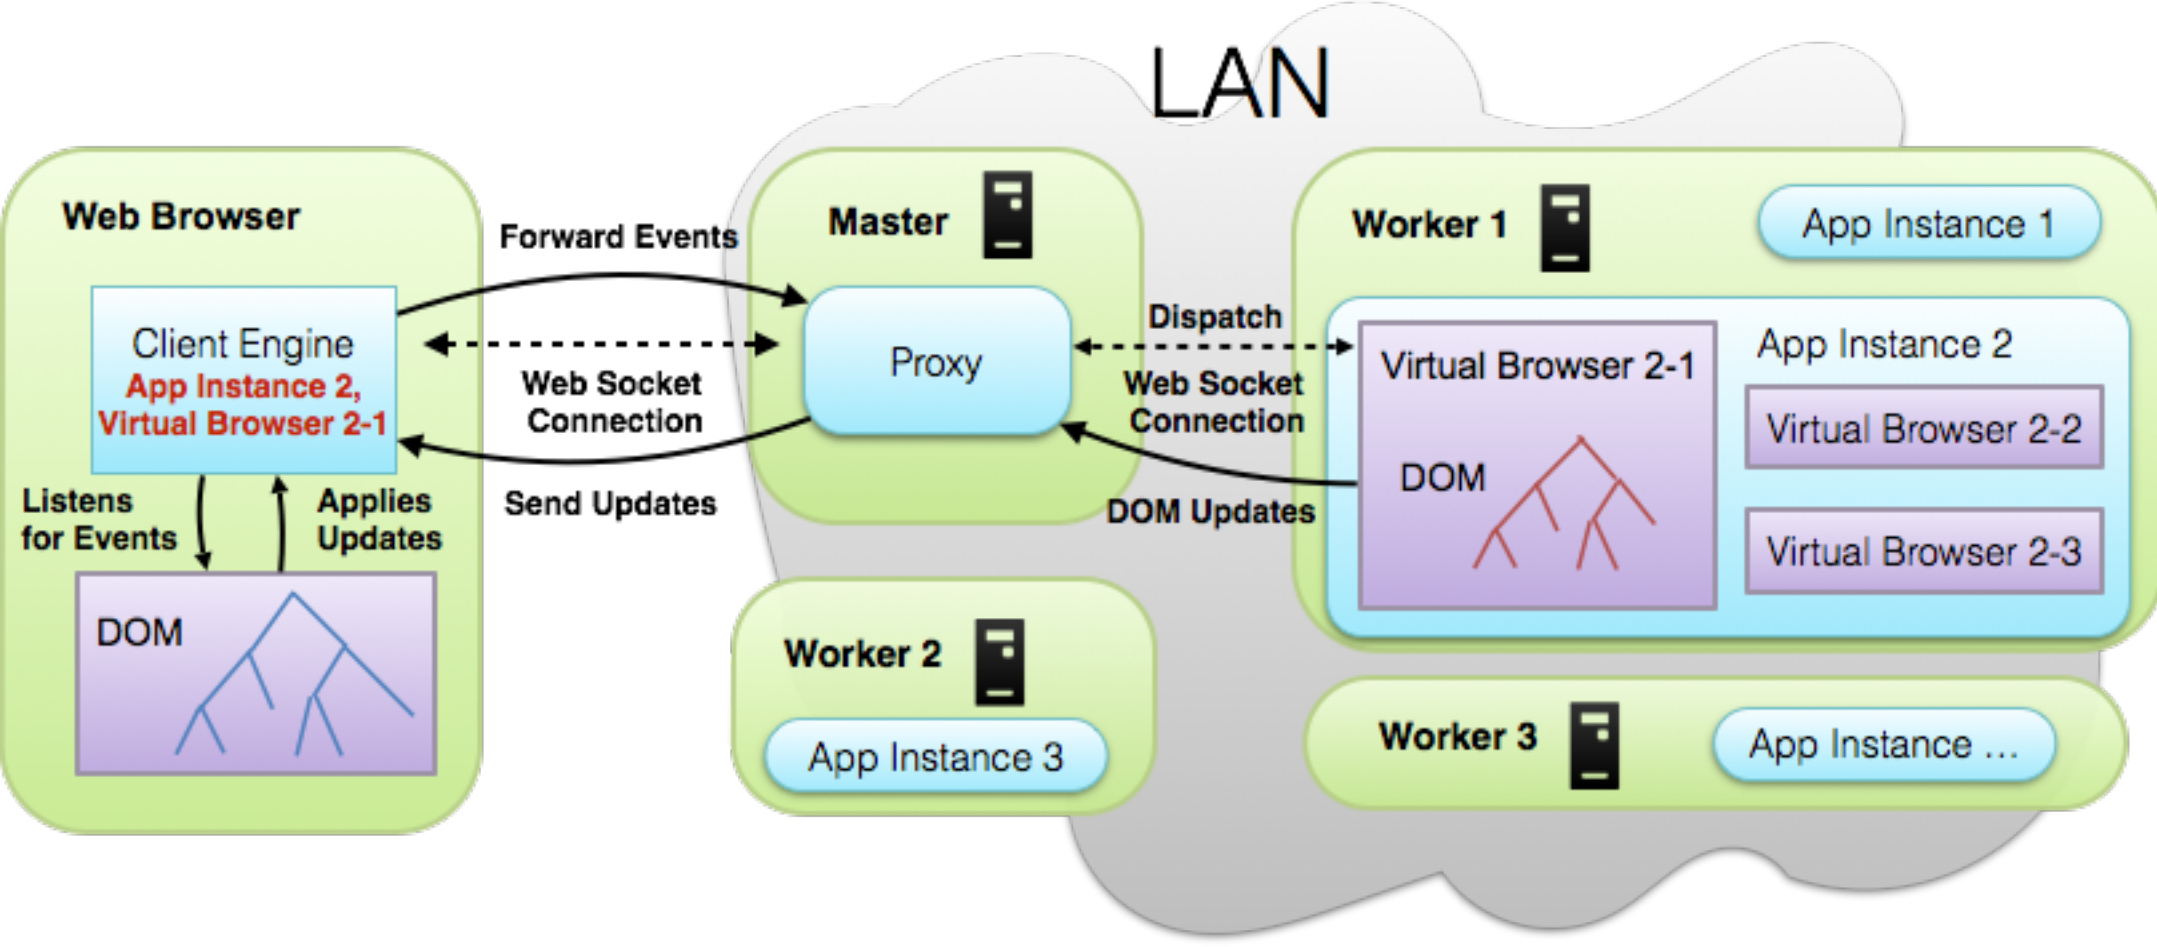 LAN
Web Browser
Client Engine
App Instance 2,
Virtual Browser 2-1
Listens
for Events
Applies
Updates
DOM
Forward Events
Web Socket
Connection
Send Updates
Master
Proxy
Dispatch
Web Socket
Connection
DOM Updates
Worker 1
App Instance 1
Virtual Browser 2-1
DOM
App Instance 2
Virtual Browser 2-2
Virtual Browser 2-3
Worker 2
App Instance 3
Worker 3
App Instance ...